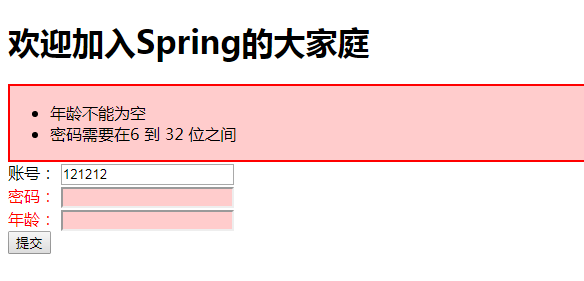 欢迎加入Spring的大家庭
年龄不能为空
密码需要在6 到 32 位之间
账号： 121212
密码：
年龄：
提交